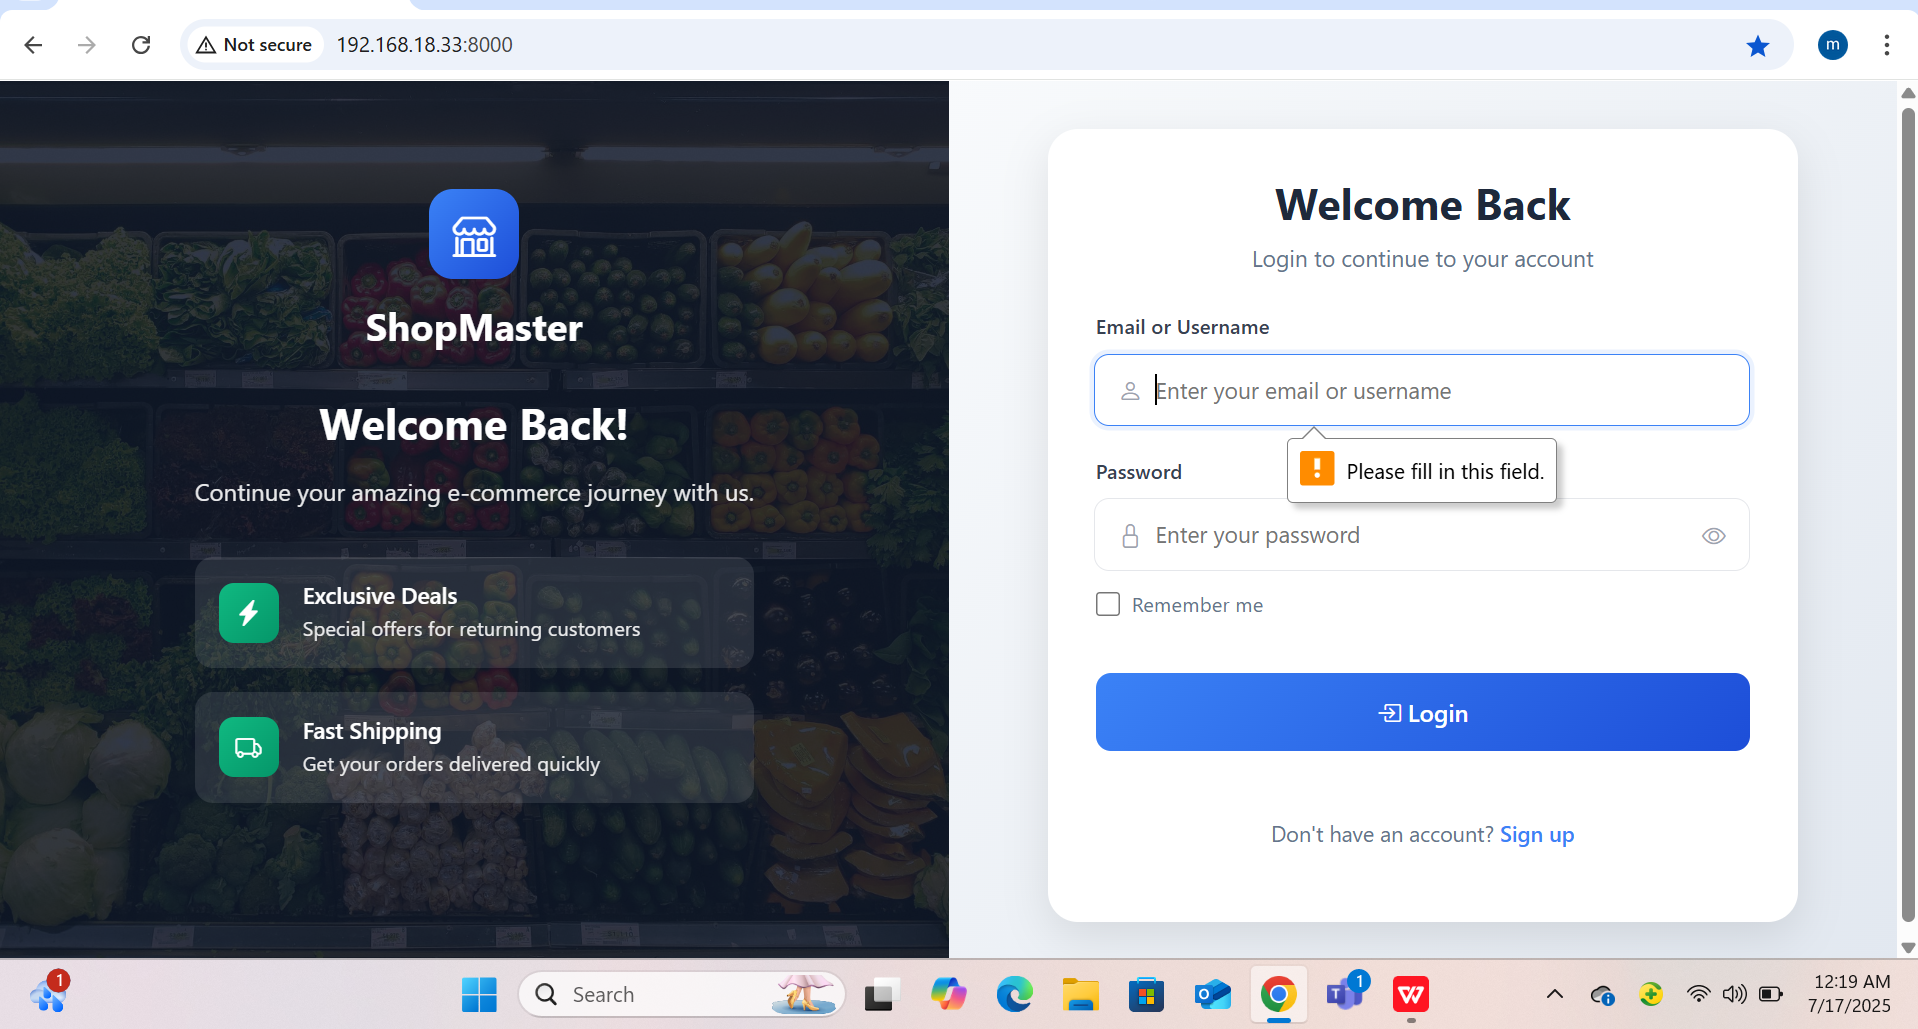 Not secure
192.168.18.33:8000
m
ShopMaster
Welcome Back!
Continue your amazing e-commerce journey with us.
Exclusive Deals
Special offers for returning customers
Fast Shipping
Get your orders delivered quickly
Welcome Back
Login to continue to your account
Email or Username
Enter your email or username
Please fill in this field.
Password
Enter your password
Remember me
Login
Don't have an account? Sign up
1
Search
1
12:19 AM
7/17/2025